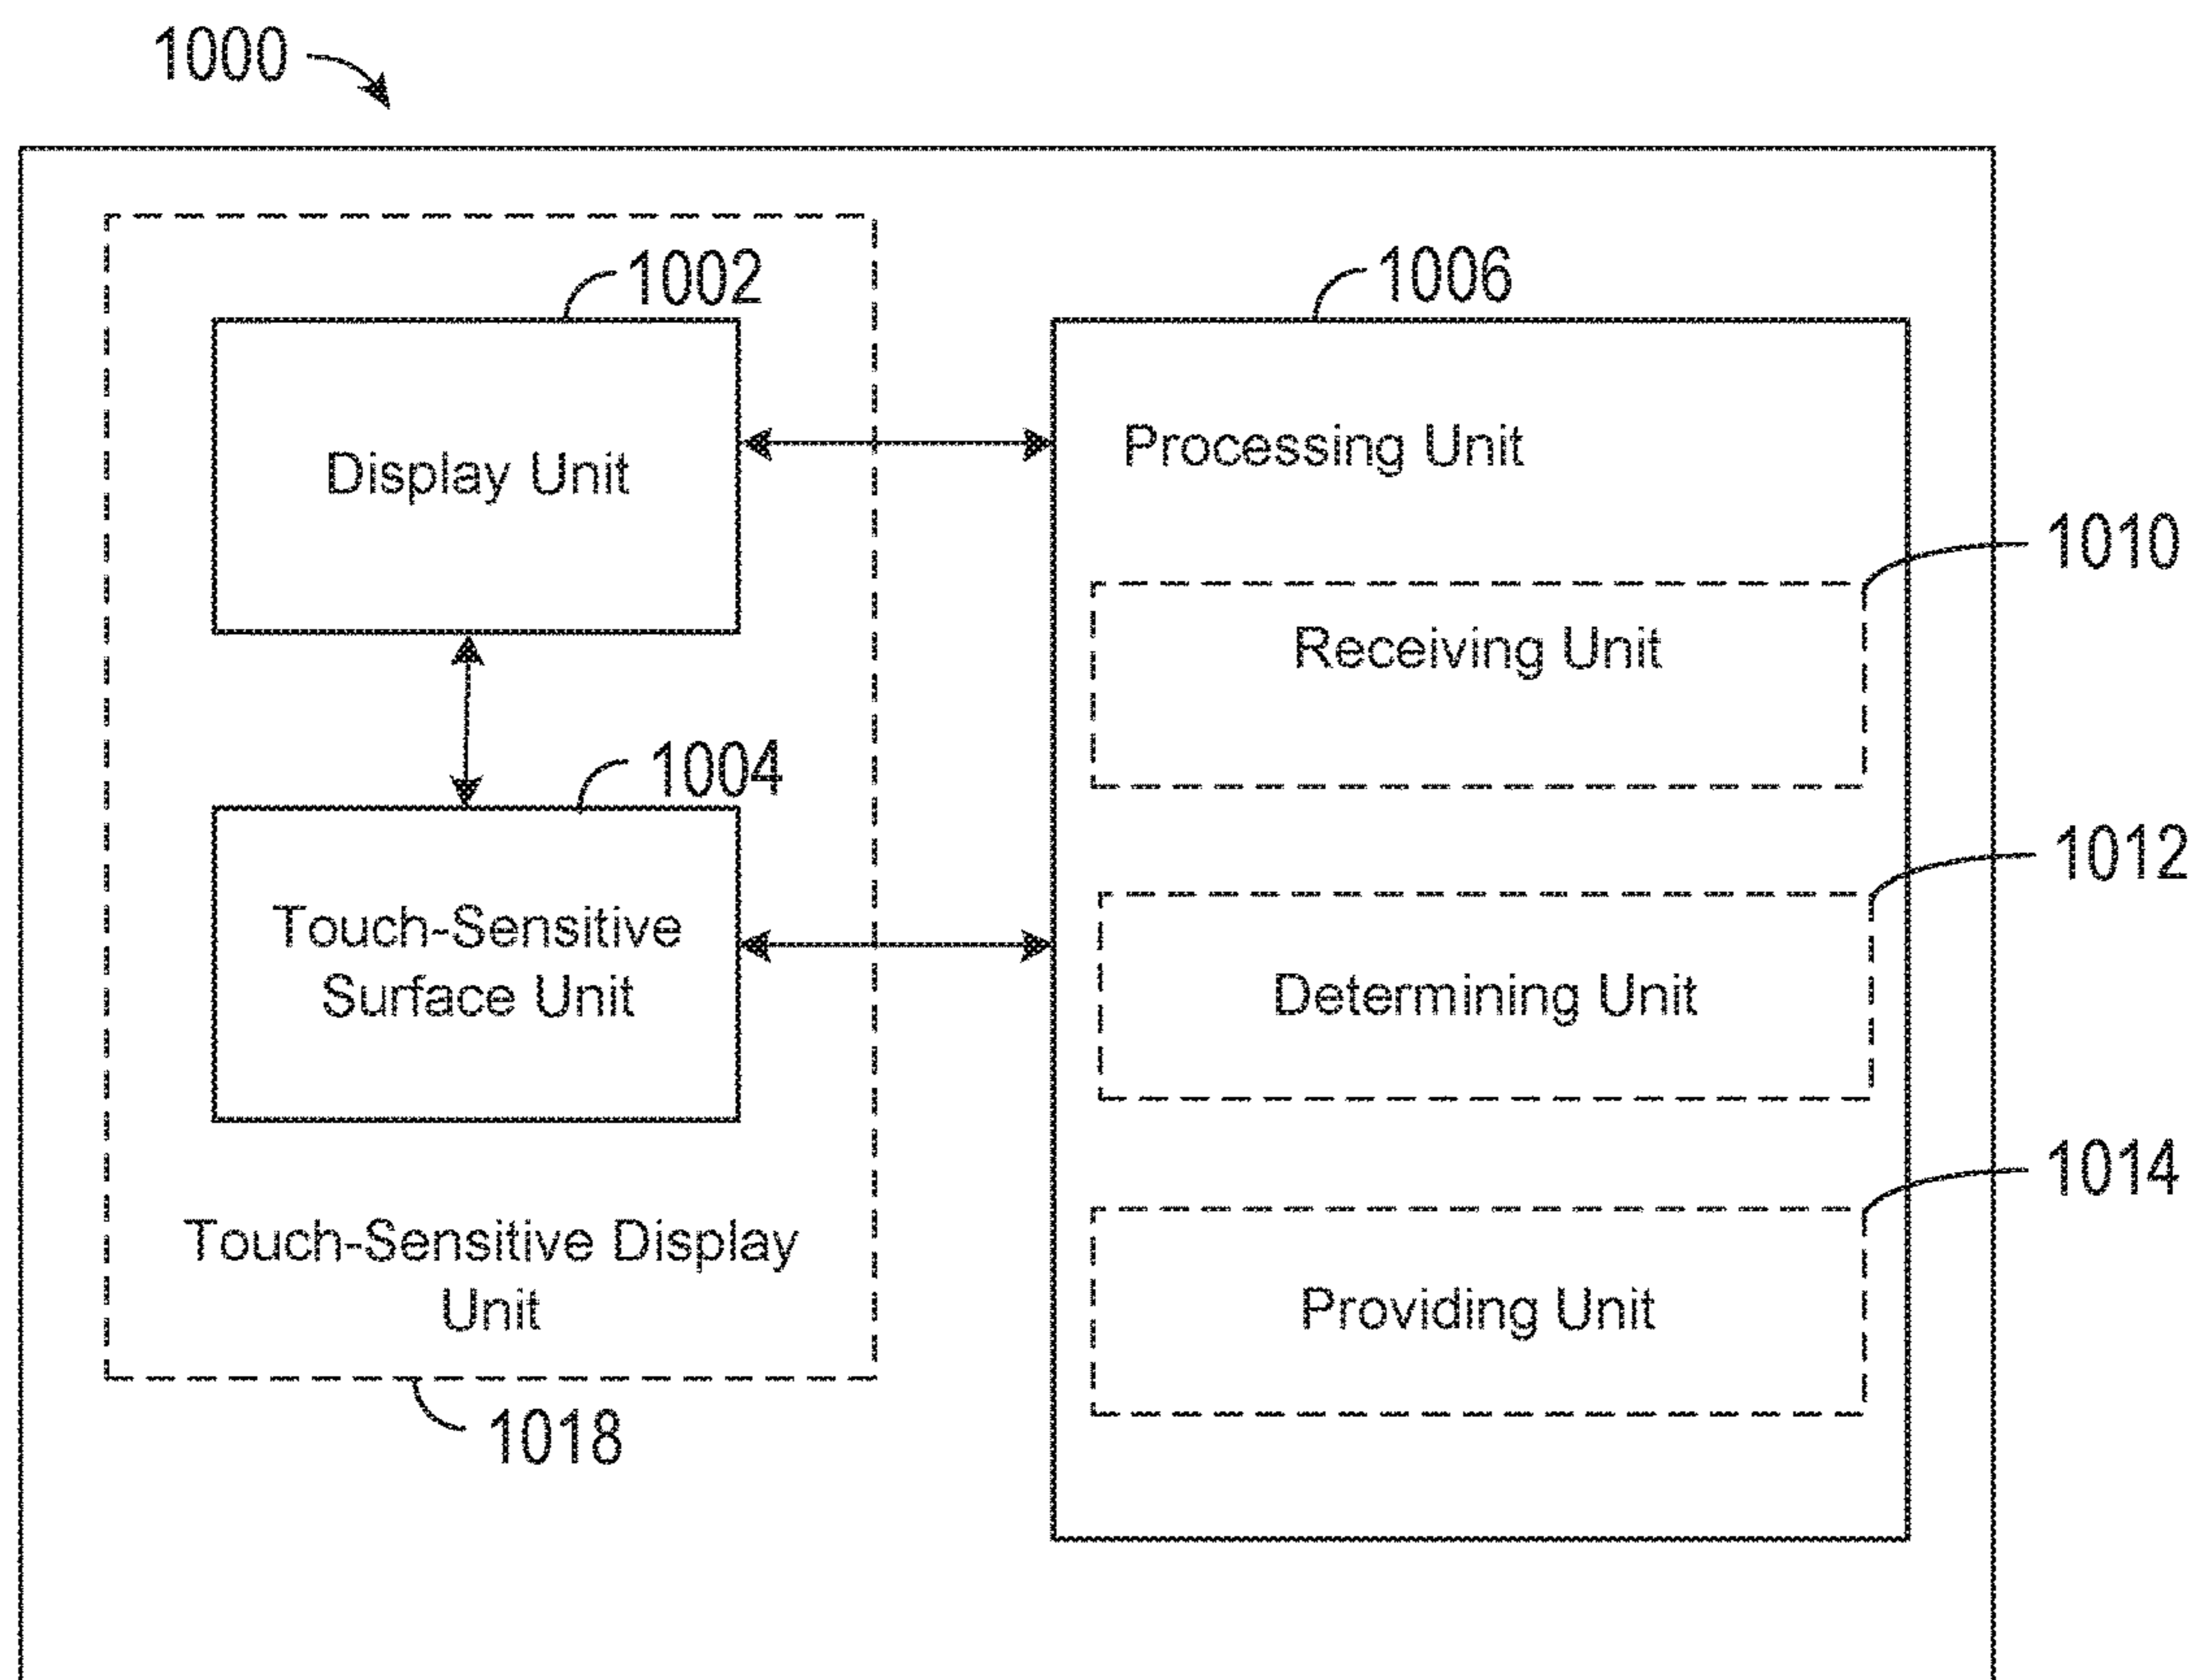 1000
1002
Display Unit
1004
Touch-Sensitive
Surface Unit
Touch-Sensitive Display
Unit
1018
1006
Processing Unit
1010
Receiving Unit
1012
Determining Unit
1014
Providing Unit